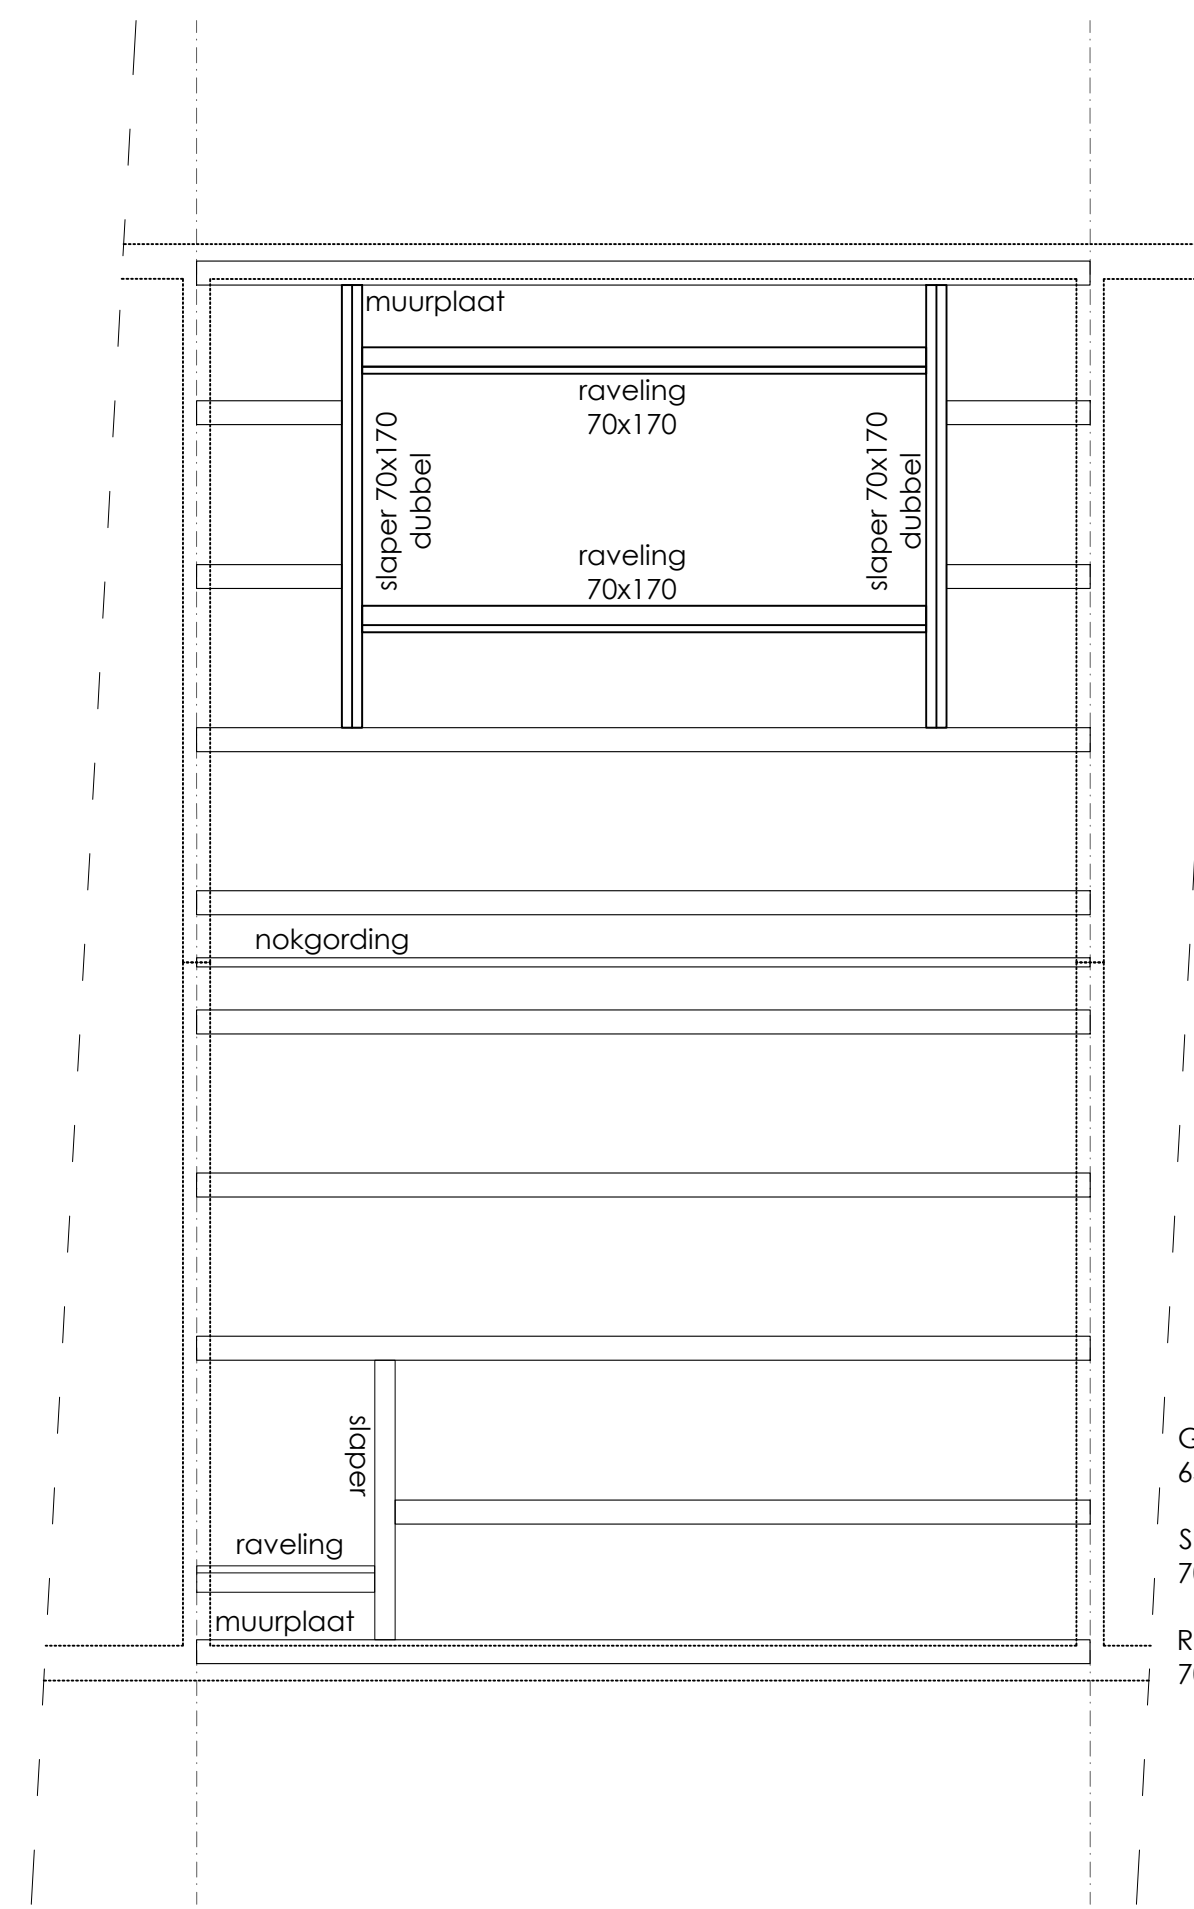 muurplaat
raveling
70x170
slaper 70x170
dubbel
slaper 70x170
dubbel
raveling
70x170
nokgording
slaper
raveling
muurplaat